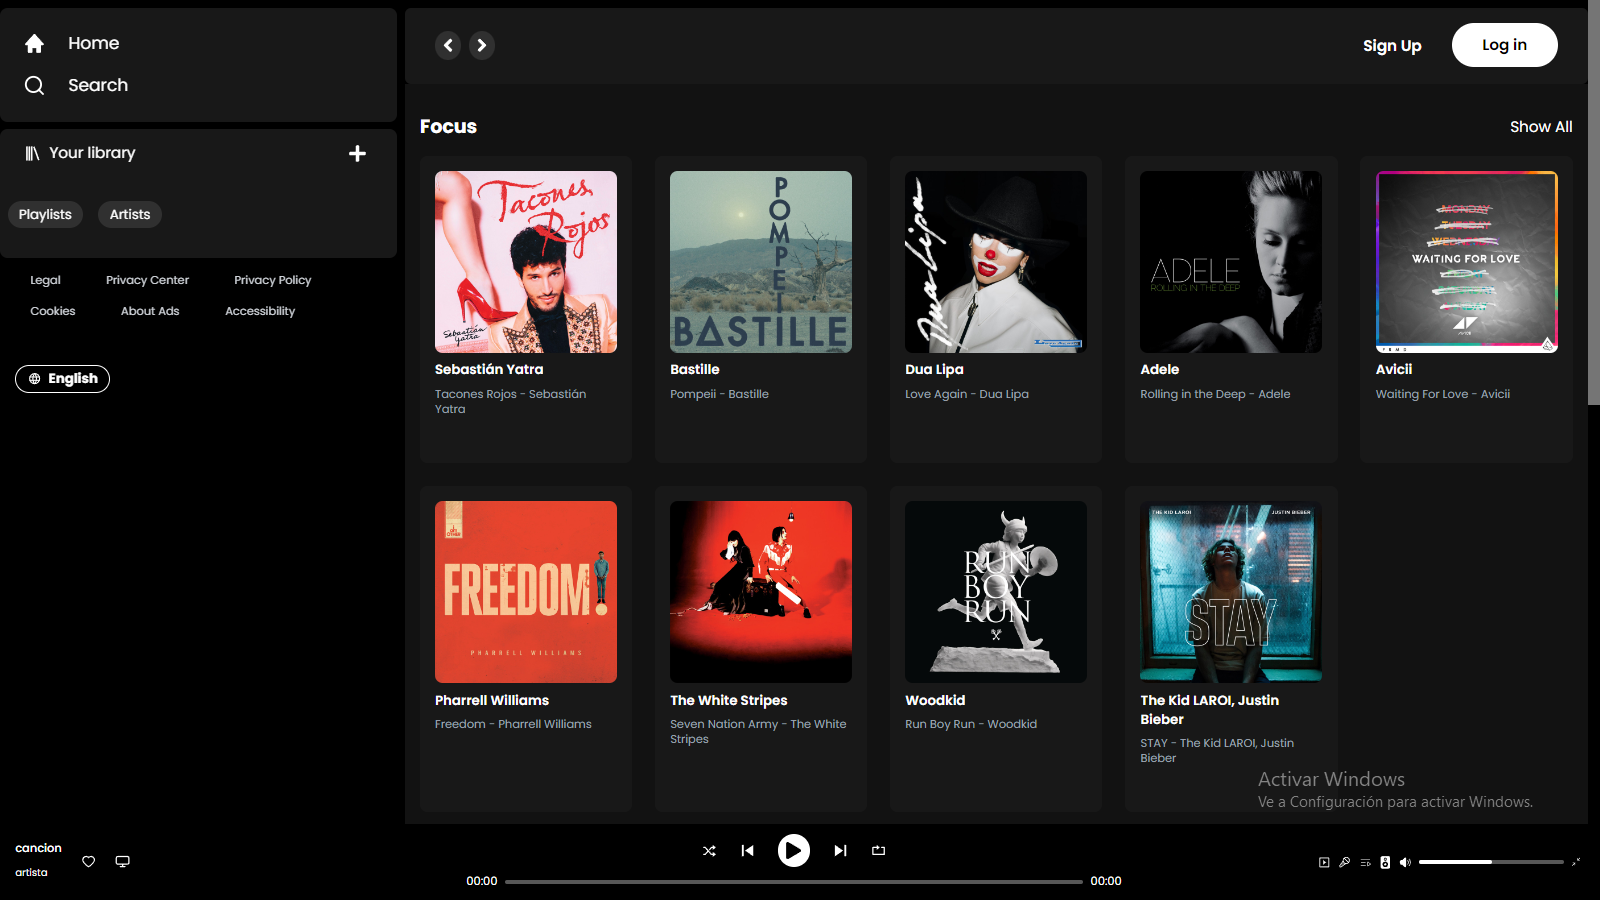 Home
Search
Your library
Playlists
Artists
Legal
Privacy Center
Privacy Policy
Cookies
About Ads
Accessibility
English
Sign Up
Log in
Focus
Show All
Tacones
Rojos
Sebastián
Yatra
Sebastián Yatra
Tacones Rojos - Sebastián
Yatra
POMPEII
BASTILLE
Bastille
Pompeii - Bastille
Dua Lipa
Dua Lipa
Love Again - Dua Lipa
ADELE
ROLLING IN THE DEEP
Adele
Rolling in the Deep - Adele
MONDAY
TUESDAY
WAITING FOR LOVE
AVICII
Avicii
Waiting For Love - Avicii
FREEDOM!
PHARRELL WILLIAMS
Pharrell Williams
Freedom - Pharrell Williams
The White Stripes
Seven Nation Army - The White
Stripes
RUN
BOY
RUN
Woodkid
Run Boy Run - Woodkid
THE KID LAROI
JUSTIN BIEBER
STAY
The Kid LAROI, Justin
Bieber
STAY - The Kid LAROI, Justin
Bieber
Activar Windows
Ve a Configuración para activar Windows.
cancion
artista
00:00
00:00